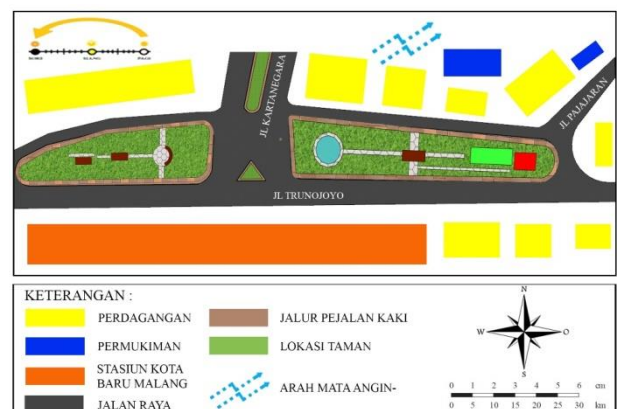 SORE SIANG PAGI
JL KARTANEGARA
JL PAJAJARAN
JL TRUNOJOYO
KETERANGAN :
PERDAGANGAN
PERMUKIMAN
STASIUN KOTA
BARU MALANG
JALAN RAYA
JALUR PEJALAN KAKI
LOKASI TAMAN
ARAH MATA ANGIN-
N
W O
S
0 1 2 3 4 5 6 cm
0 5 10 15 20 25 30 km